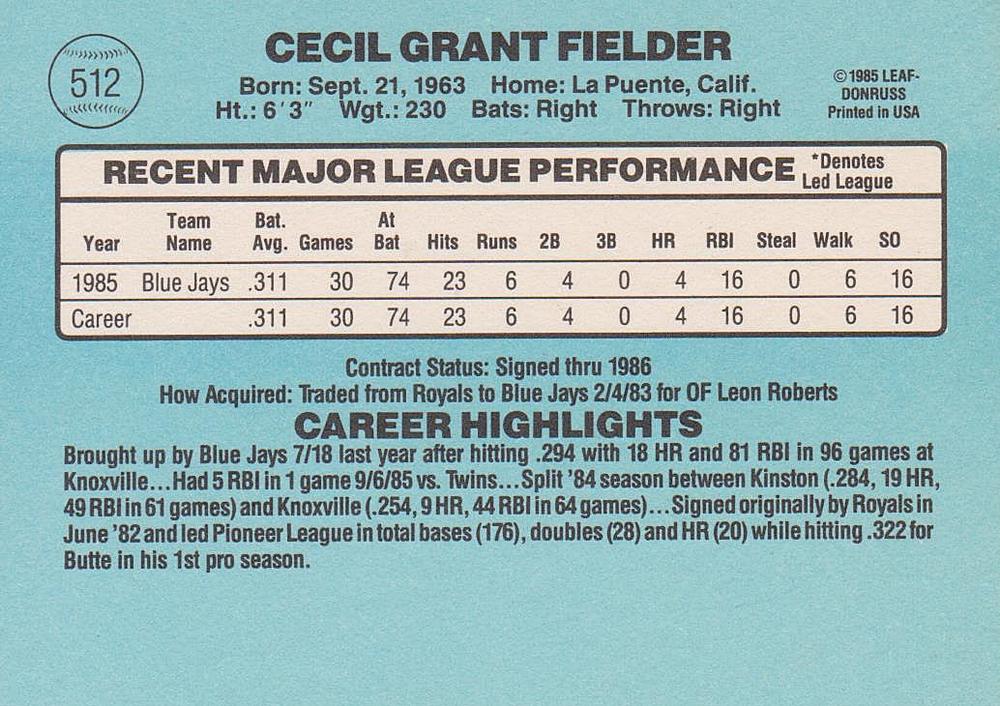 512
CECIL GRANT FIELDER
Born: Sept. 21, 1963 Home: La Puente, Calif.
Ht.: 6'3" Wgt.: 230 Bats: Right Throws: Right
©1985 LEAF-
DONRUSS
Printed in USA
RECENT MAJOR LEAGUE PERFORMANCE *Denotes
Led League
Year Team Name Bat. Avg. Games At Bat Hits Runs 2B 3B HR RBI Steal Walk SO
1985 Blue Jays .311 30 74 23 6 4 0 4 16 0 6 16
Career .311 30 74 23 6 4 0 4 16 0 6 16
Contract Status: Signed thru 1986
How Acquired: Traded from Royals to Blue Jays 2/4/83 for OF Leon Roberts
CAREER HIGHLIGHTS
Brought up by Blue Jays 7/18 last year after hitting .294 with 18 HR and 81 RBI in 96 games at
Knoxville...Had 5 RBI in 1 game 9/6/85 vs. Twins...Split '84 season between Kinston (.284, 19 HR,
49 RBI in 61 games) and Knoxville (.254, 9 HR, 44 RBI in 64 games)...Signed originally by Royals in
June '82 and led Pioneer League in total bases (176), doubles (28) and HR (20) while hitting .322 for
Butte in his 1st pro season.